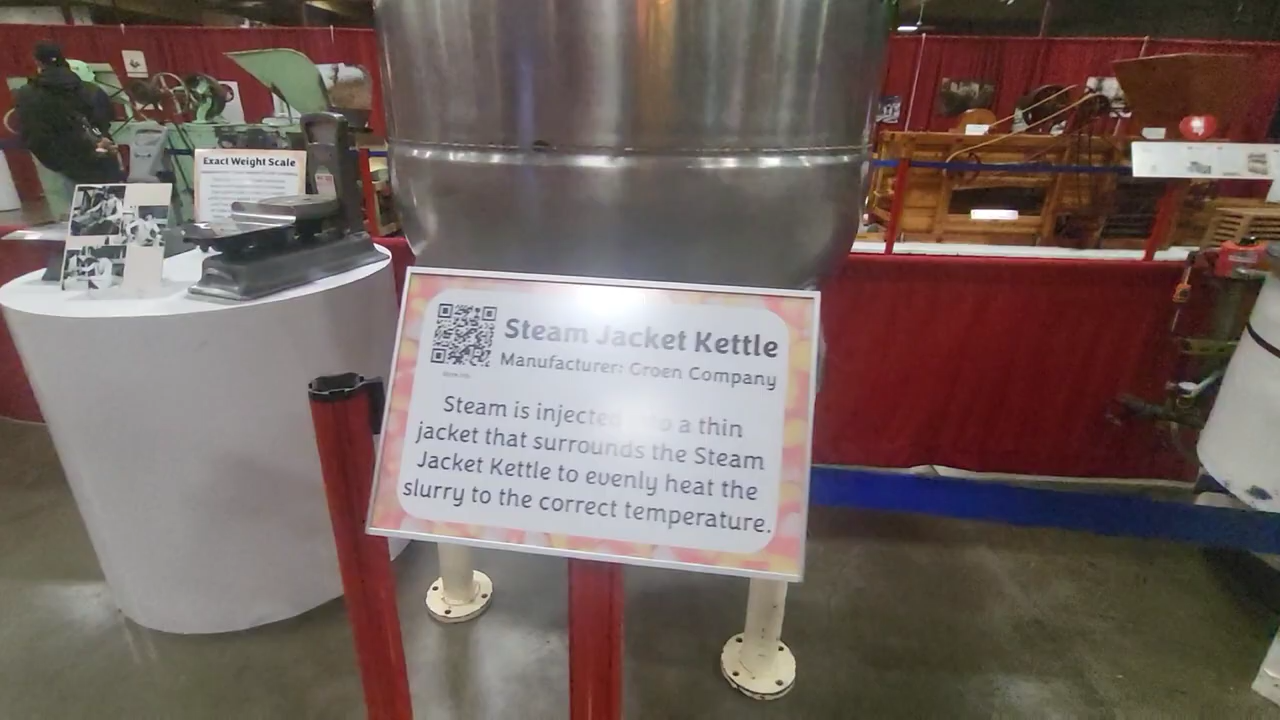 Exact Weight Scale
Steam Jacket Kettle
Manufacturer: Groen Company
Steam is injected to a thin
jacket that surrounds the Steam
Jacket Kettle to evenly heat the
slurry to the correct temperature.